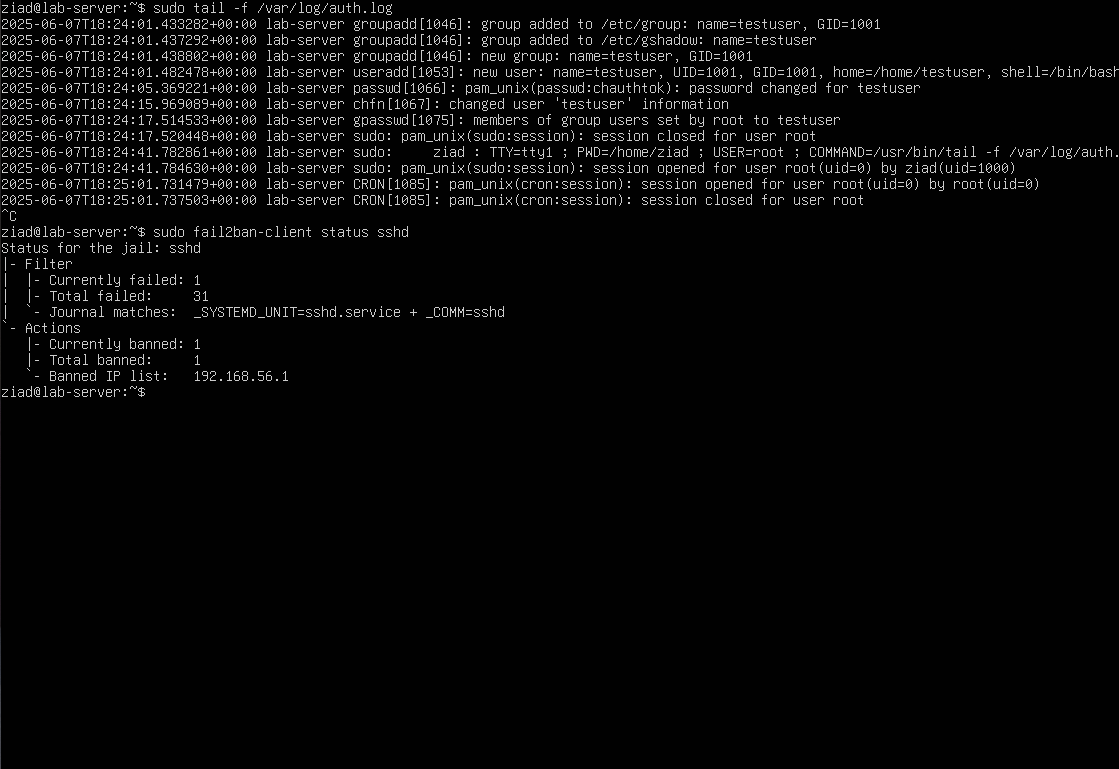 ziad@lab-server:~$ sudo tail -f /var/log/auth.log
2025-06-07T18:24:01.433282+00:00 lab-server groupadd[1046]: group added to /etc/group: name=testuser, GID=1001
2025-06-07T18:24:01.437292+00:00 lab-server groupadd[1046]: group added to /etc/gshadow: name=testuser
2025-06-07T18:24:01.438802+00:00 lab-server groupadd[1046]: new group: name=testuser, GID=1001
2025-06-07T18:24:01.482478+00:00 lab-server useradd[1053]: new user: name=testuser, UID=1001, GID=1001, home=/home/testuser, shell=/bin/bash
2025-06-07T18:24:05.369221+00:00 lab-server passwd[1066]: pam_unix(passwd:chauthtok): password changed for testuser
2025-06-07T18:24:15.969089+00:00 lab-server chfn[1067]: changed user 'testuser' information
2025-06-07T18:24:17.514533+00:00 lab-server gpasswd[1075]: members of group users set by root to testuser
2025-06-07T18:24:17.520448+00:00 lab-server sudo: pam_unix(sudo:session): session closed for user root
2025-06-07T18:24:41.782861+00:00 lab-server sudo:     ziad : TTY=tty1 ; PWD=/home/ziad ; USER=root ; COMMAND=/usr/bin/tail -f /var/log/auth.
2025-06-07T18:24:41.784630+00:00 lab-server sudo: pam_unix(sudo:session): session opened for user root(uid=0) by ziad(uid=1000)
2025-06-07T18:25:01.731479+00:00 lab-server CRON[1085]: pam_unix(cron:session): session opened for user root(uid=0) by root(uid=0)
2025-06-07T18:25:01.737503+00:00 lab-server CRON[1085]: pam_unix(cron:session): session closed for user root
^C
ziad@lab-server:~$ sudo fail2ban-client status sshd
Status for the jail: sshd
|- Filter
|  |- Currently failed: 1
|  |- Total failed:     31
|  `- Journal matches:  _SYSTEMD_UNIT=sshd.service + _COMM=sshd
`- Actions
   |- Currently banned: 1
   |- Total banned:     1
   `- Banned IP list:   192.168.56.1
ziad@lab-server:~$